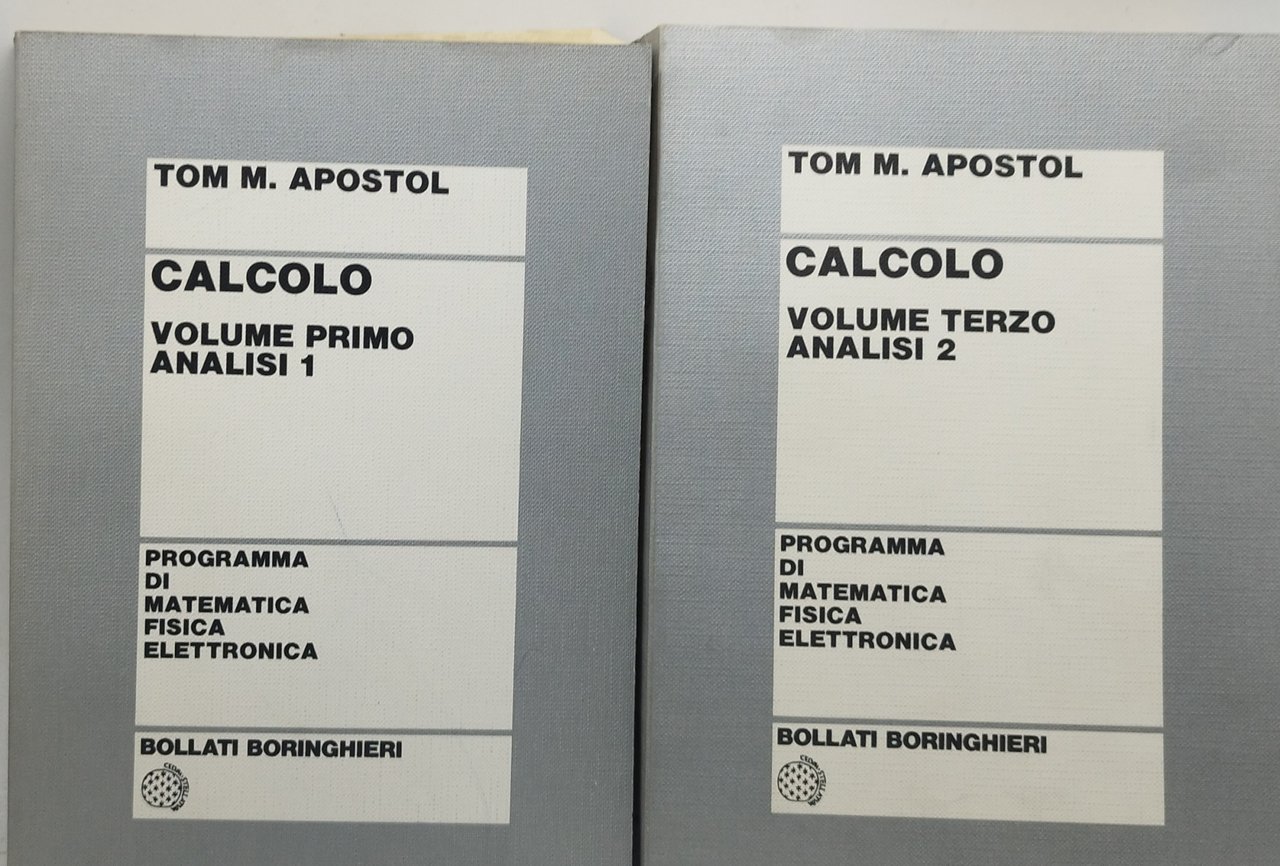 TOM M. APOSTOL
CALCOLO
VOLUME PRIMO
ANALISI 1
PROGRAMMA
DI
MATEMATICA
FISICA
ELETTRONICA
BOLLATI BORINGHIERI
TOM M. APOSTOL
CALCOLO
VOLUME TERZO
ANALISI 2
PROGRAMMA
DI
MATEMATICA
FISICA
ELETTRONICA
BOLLATI BORINGHIERI